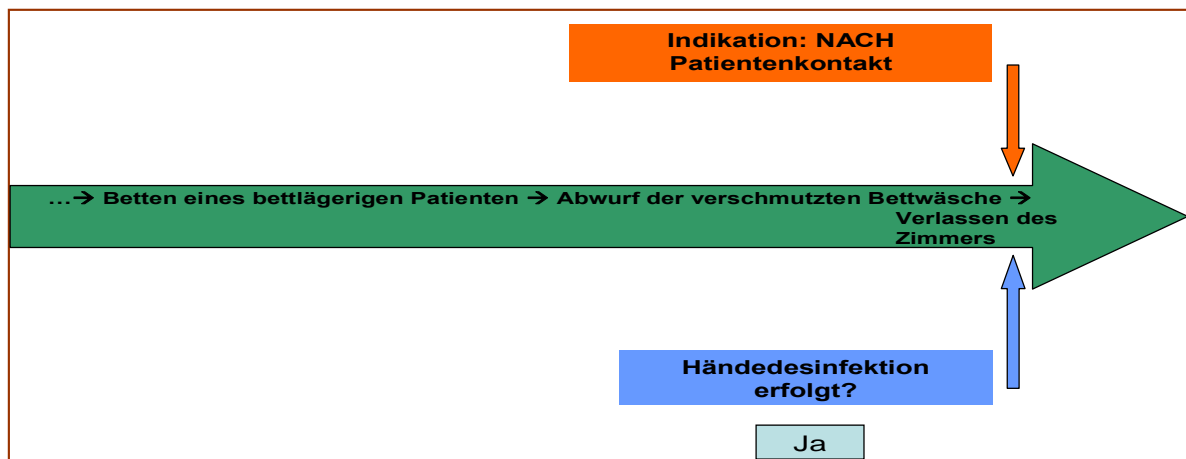 Indikation: NACH
Patientenkontakt
...→ Betten eines bettlägerigen Patienten → Abwurf der verschmutzten Bettwäsche →
Verlassen des
Zimmers
Händedesinfektion
erfolgt?
Ja